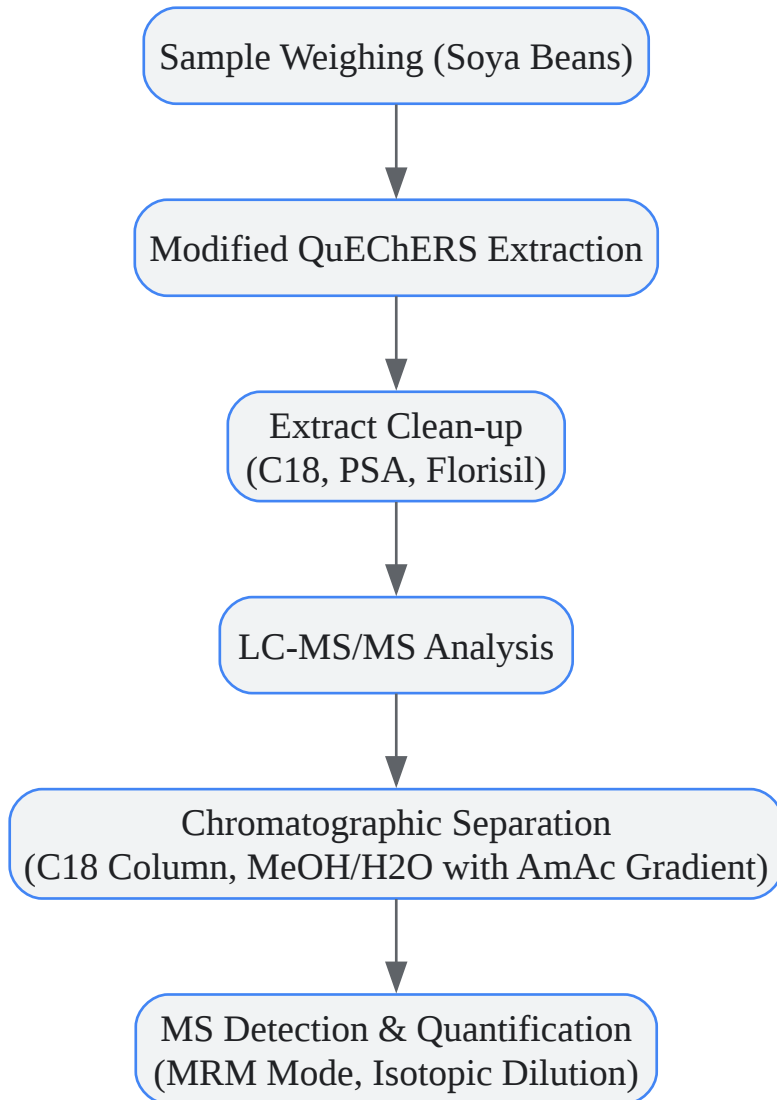 Sample Weighing (Soya Beans)
Modified QuEChERS Extraction
Extract Clean-up
(C18, PSA, Florisil)
LC-MS/MS Analysis
Chromatographic Separation
(C18 Column, MeOH/H2O with AmAc Gradient)
MS Detection & Quantification
(MRM Mode, Isotopic Dilution)